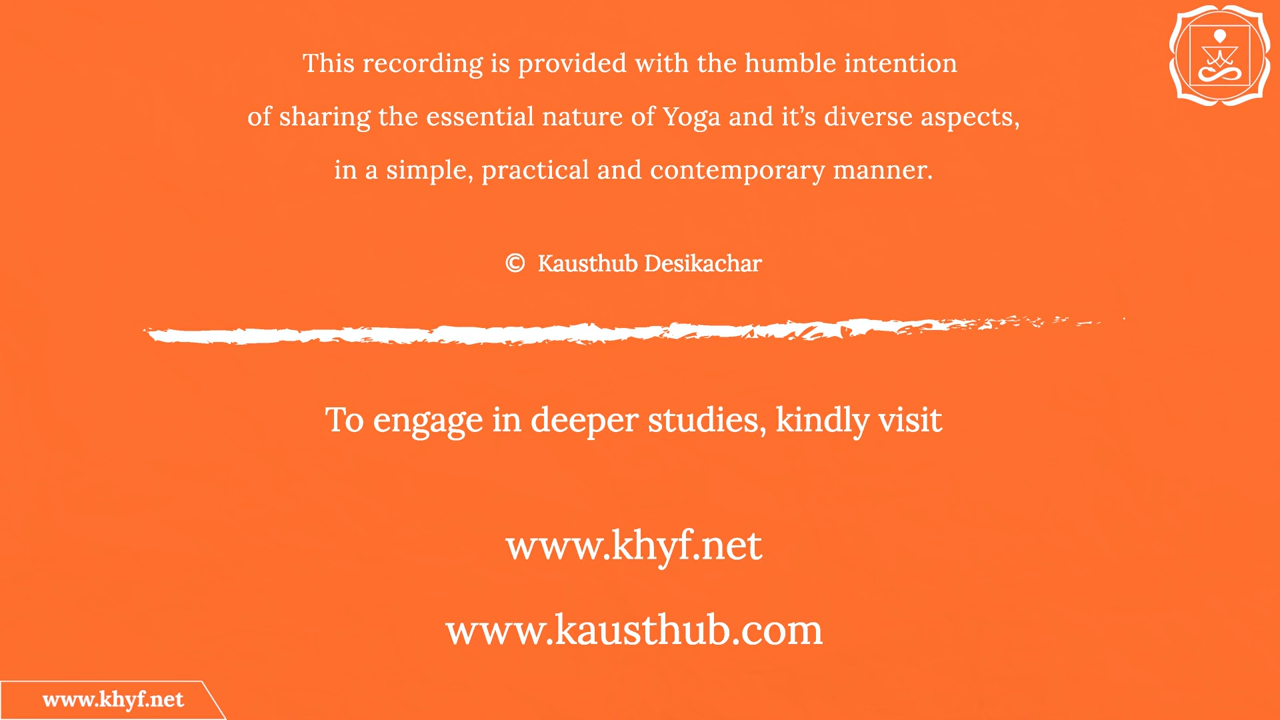 This recording is provided with the humble intention
of sharing the essential nature of Yoga and it’s diverse aspects,
in a simple, practical and contemporary manner.
© Kausthub Desikachar
To engage in deeper studies, kindly visit
www.khyf.net
www.kausthub.com
www.khyf.net